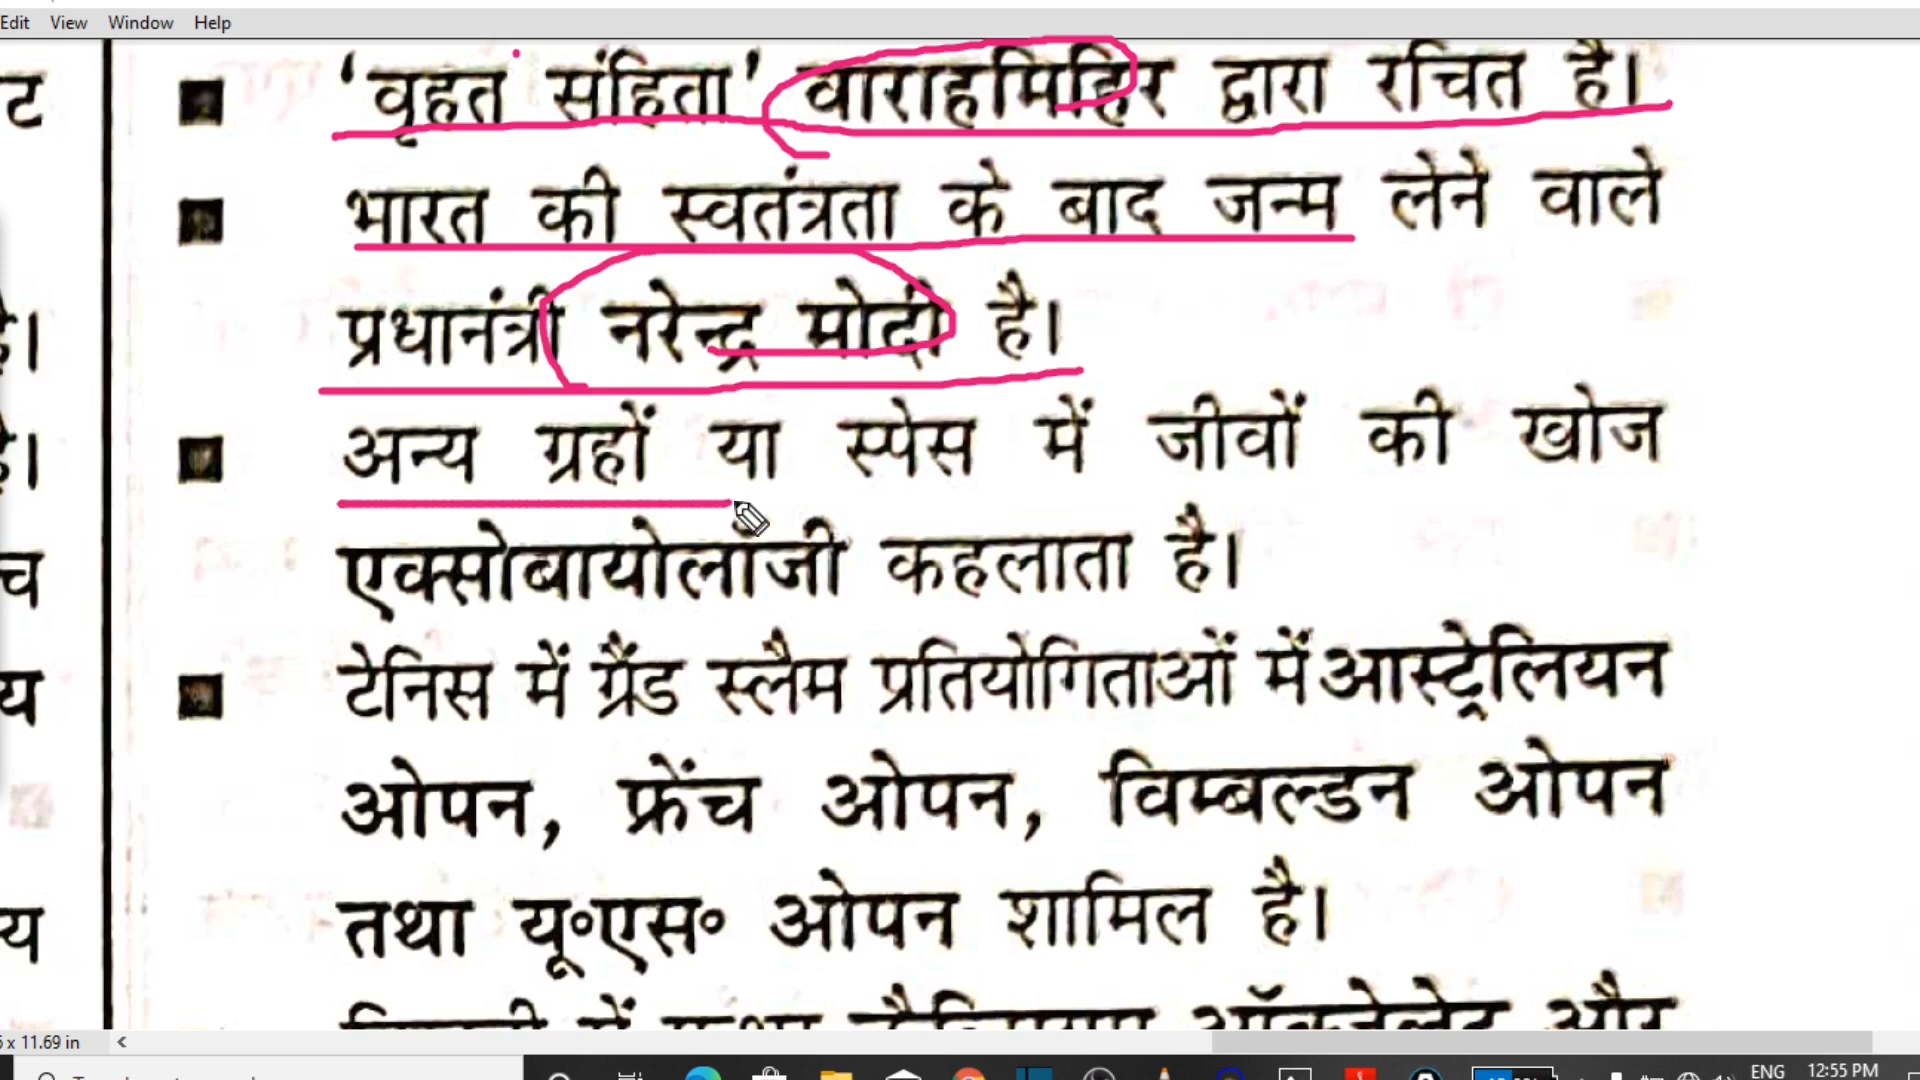 Edit View Window Help
ट
'वृहत संहिता' वाराहमिहिर द्वारा रचित है।
भारत की स्वतंत्रता के बाद जन्म लेने वाले
है।
प्रधानंत्री नरेन्द्र मोदी है।
है।
अन्य ग्रहों या स्पेस में जीवों की खोज
च
एक्सोबायोलॉजी कहलाता है।
य
टेनिस में ग्रैंड स्लैम प्रतियोगिताओं में आस्ट्रेलियन
ओपन, फ्रेंच ओपन, विम्बल्डन ओपन
य
तथा यू॰एस॰ ओपन शामिल है।
x 11.69 in
ENG 12:55 PM